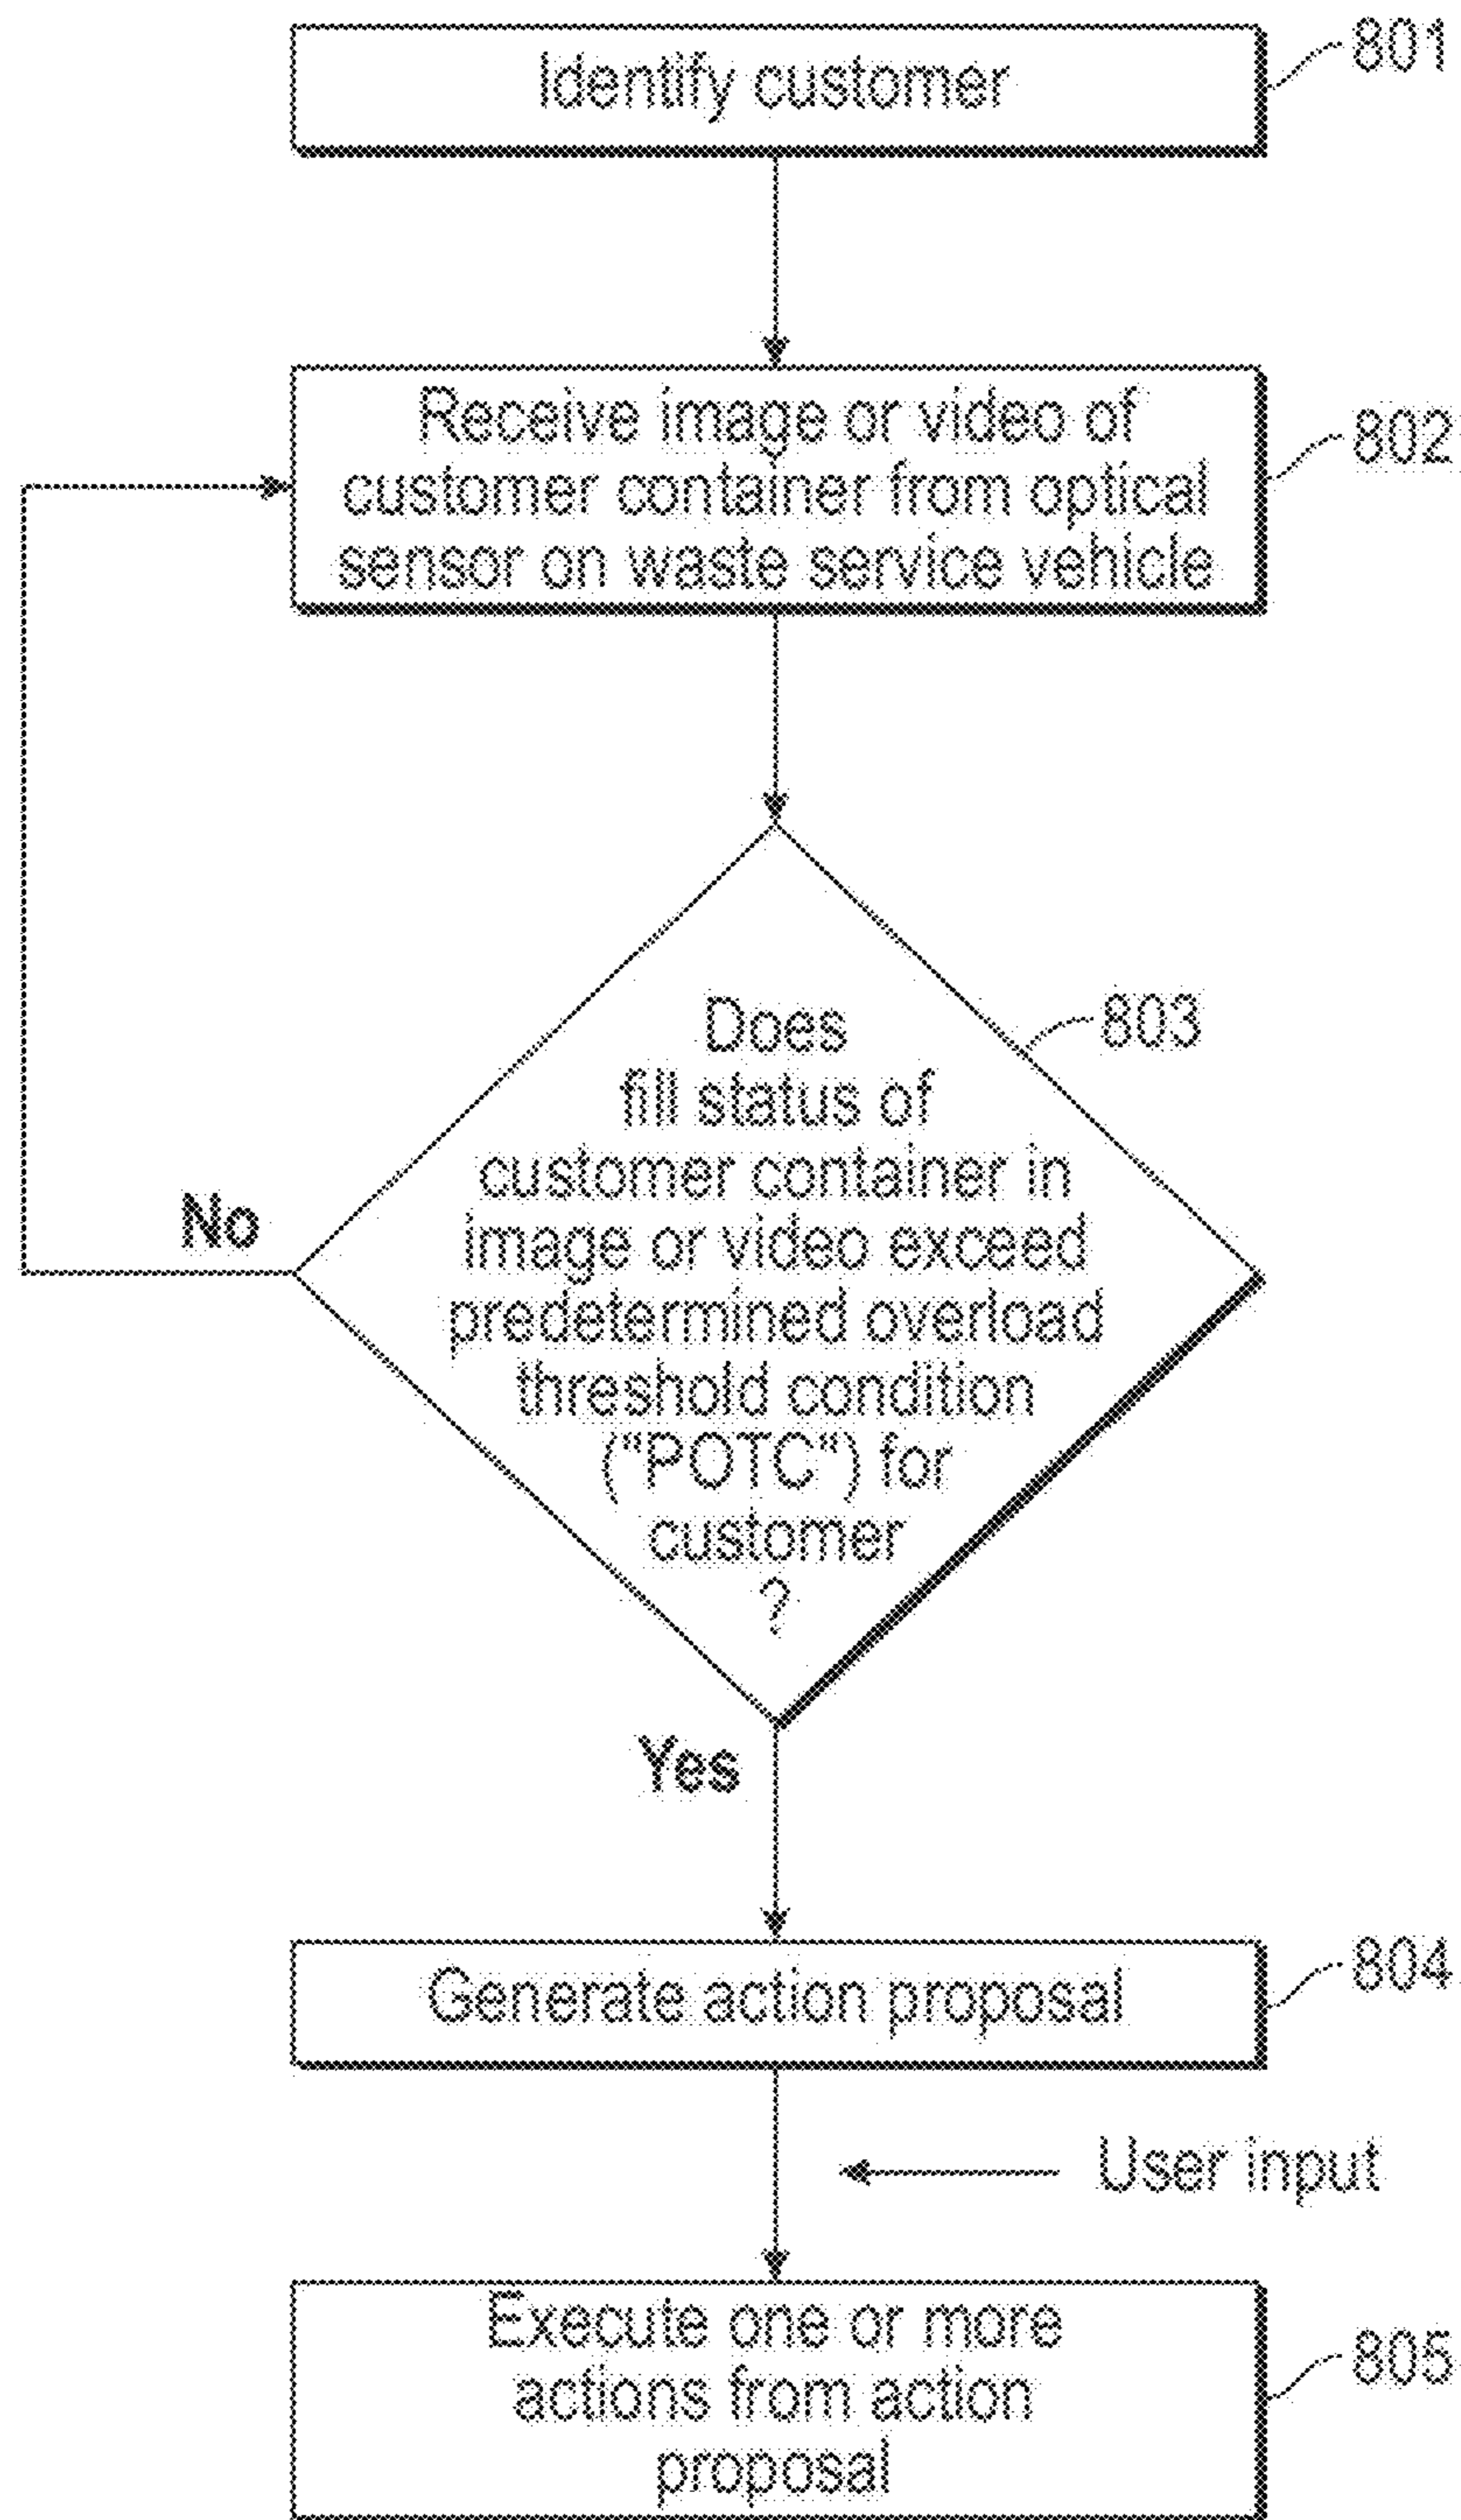 Identify customer
801
Receive image or video of
customer container from optical
sensor on waste service vehicle
802
Does
fill status of
customer container in
image or video exceed
predetermined overload
threshold condition
("POTC") for
customer
?
803
No
Yes
Generate action proposal
804
User input
Execute one or more
actions from action
proposal
805